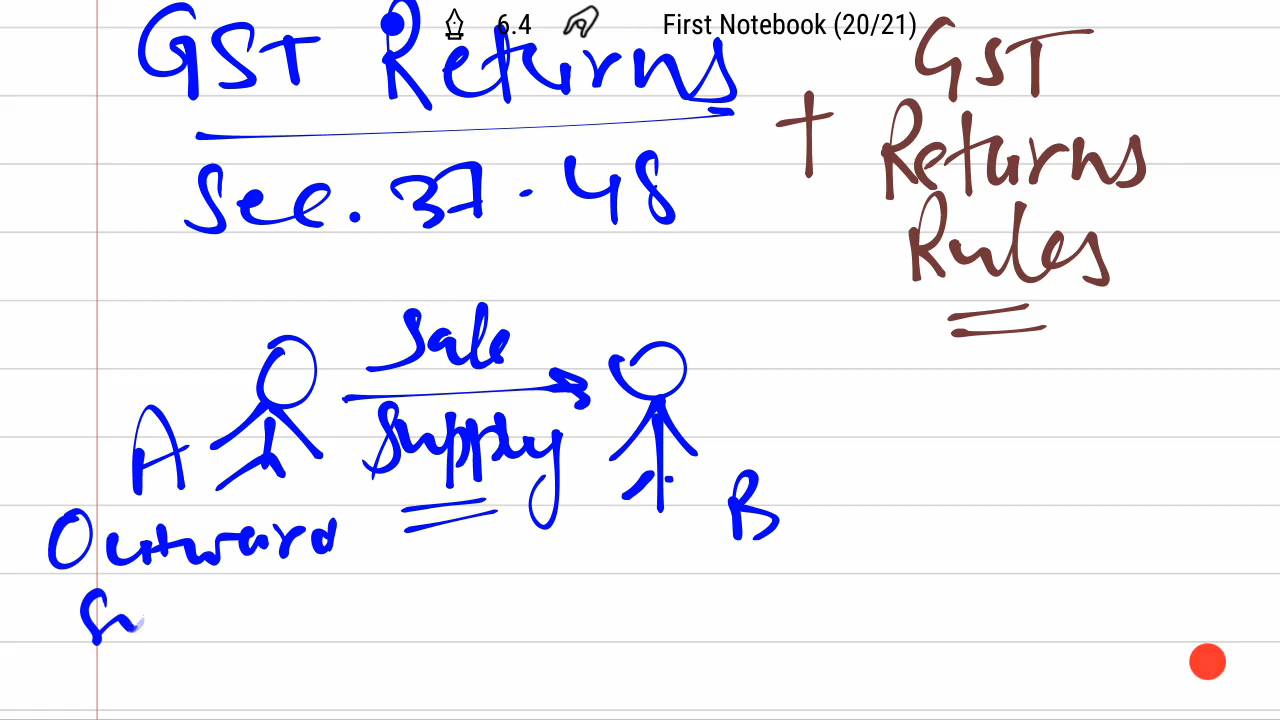 6.4 First Notebook (20/21)
GST Returns
Sec. 37-48
+ GST
Returns
Rules
Sale
Supply
A
B
Outward